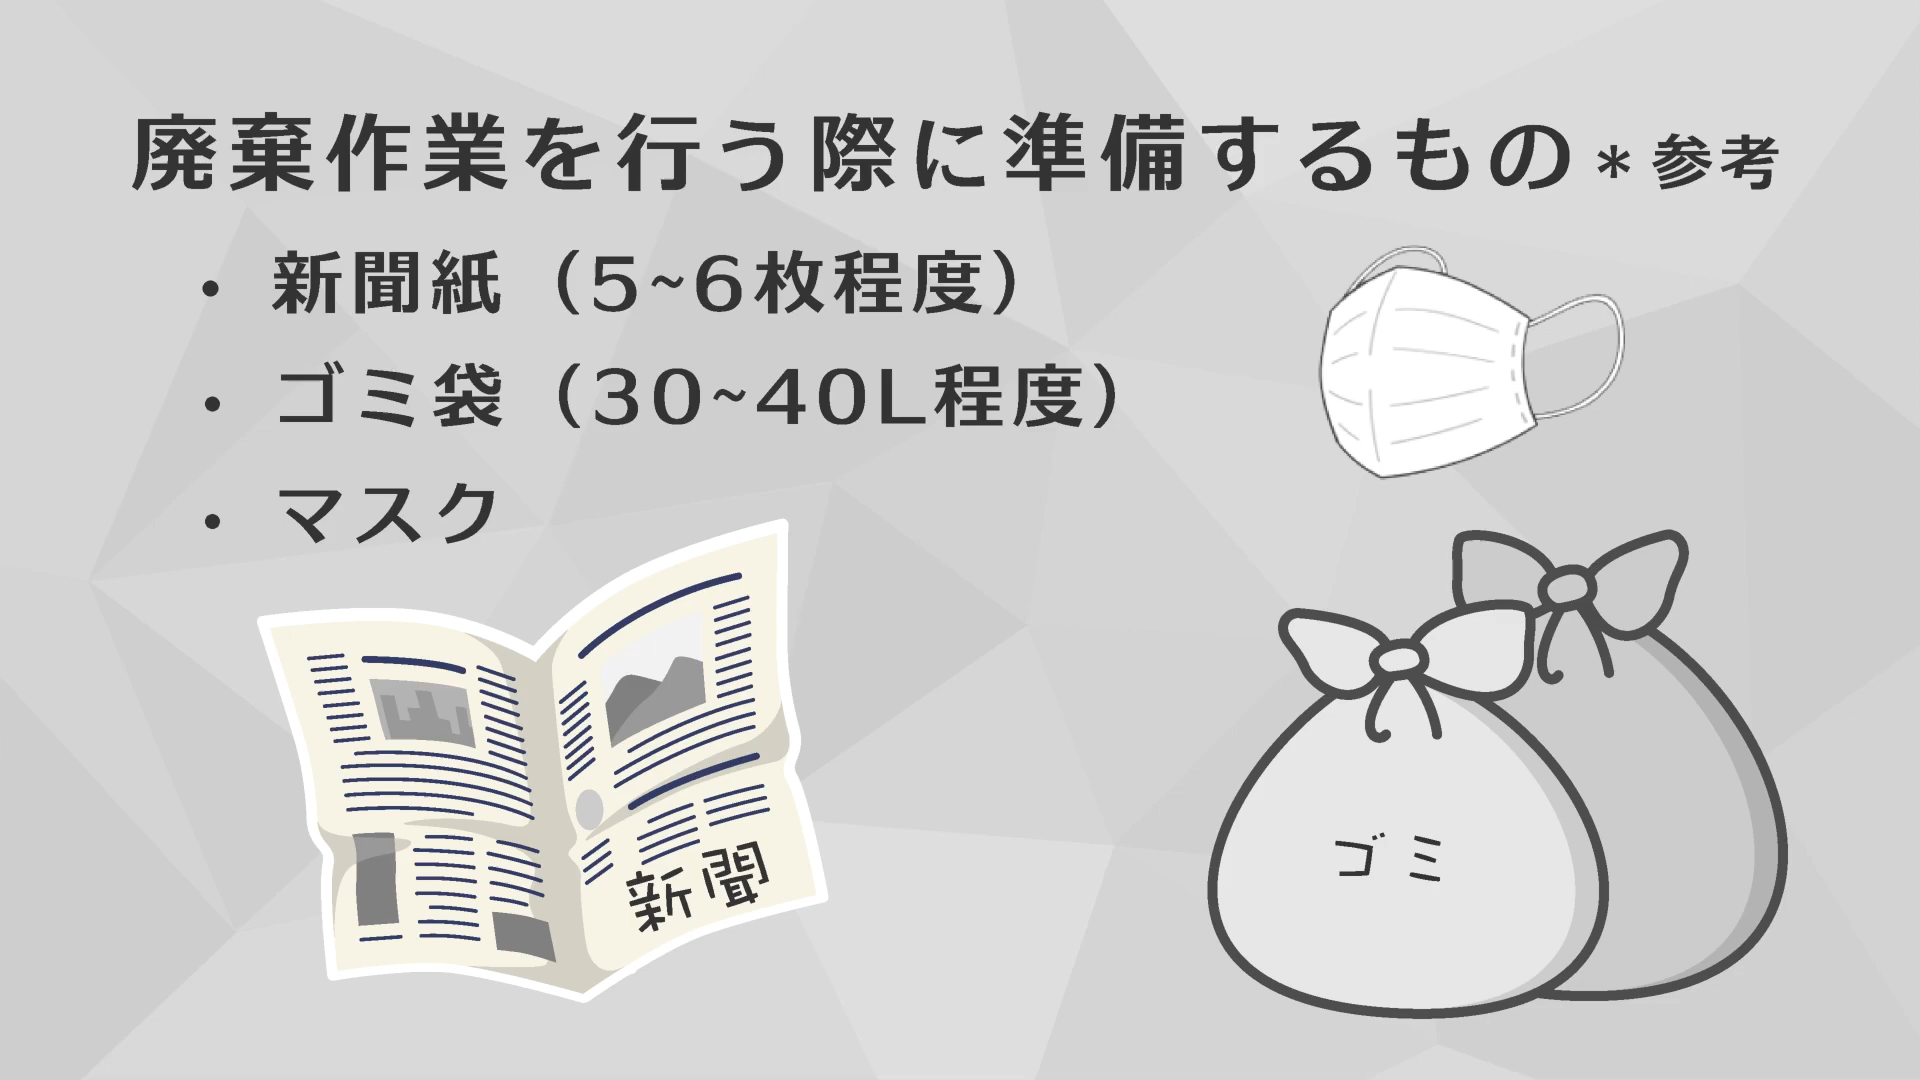 廃棄作業を行う際に準備するもの＊参考
・ 新聞紙（5~6枚程度）
・ ゴミ袋（30~40L程度）
・ マスク
新聞
ゴミ